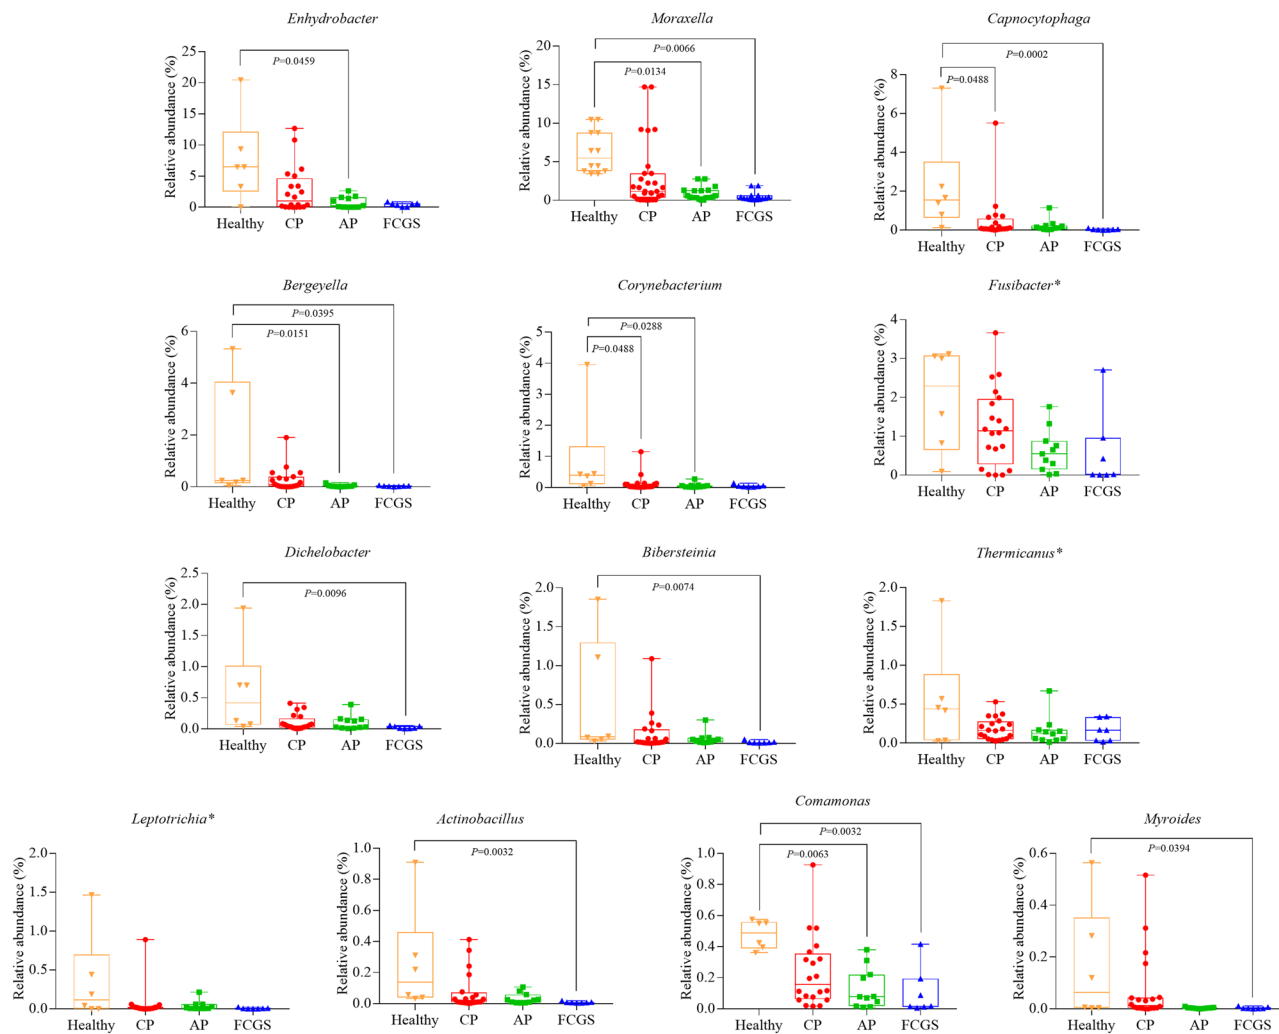 Enhydrobacter
Relative abundance (%)
25
20
15
10
5
0
P=0.0459
Healthy CP AP FCGS
Moraxella
Relative abundance (%)
20
15
10
5
0
P=0.0066
P=0.0134
Healthy CP AP FCGS
Capnocytophaga
Relative abundance (%)
8
6
4
2
0
P=0.0002
P=0.0488
Healthy CP AP FCGS
Bergeyella
Relative abundance (%)
6
4
2
0
P=0.0395
P=0.0151
Healthy CP AP FCGS
Corynebacterium
Relative abundance (%)
5
4
3
2
1
0
P=0.0288
P=0.0488
Healthy CP AP FCGS
Fusibacter*
Relative abundance (%)
4
3
2
1
0
Healthy CP AP FCGS
Dichelobacter
Relative abundance (%)
2.5
2.0
1.5
1.0
0.5
0.0
P=0.0096
Healthy CP AP FCGS
Bibersteinia
Relative abundance (%)
2.0
1.5
1.0
0.5
0.0
P=0.0074
Healthy CP AP FCGS
Thermicanus*
Relative abundance (%)
2.0
1.5
1.0
0.5
0.0
Healthy CP AP FCGS
Leptotrichia*
Relative abundance (%)
2.0
1.5
1.0
0.5
0.0
Healthy CP AP FCGS
Actinobacillus
Relative abundance (%)
1.0
0.8
0.6
0.4
0.2
0.0
P=0.0032
Healthy CP AP FCGS
Comamonas
Relative abundance (%)
1.0
0.8
0.6
0.4
0.2
0.0
P=0.0032
P=0.0063
Healthy CP AP FCGS
Myroides
Relative abundance (%)
0.6
0.4
0.2
0.0
P=0.0394
Healthy CP AP FCGS